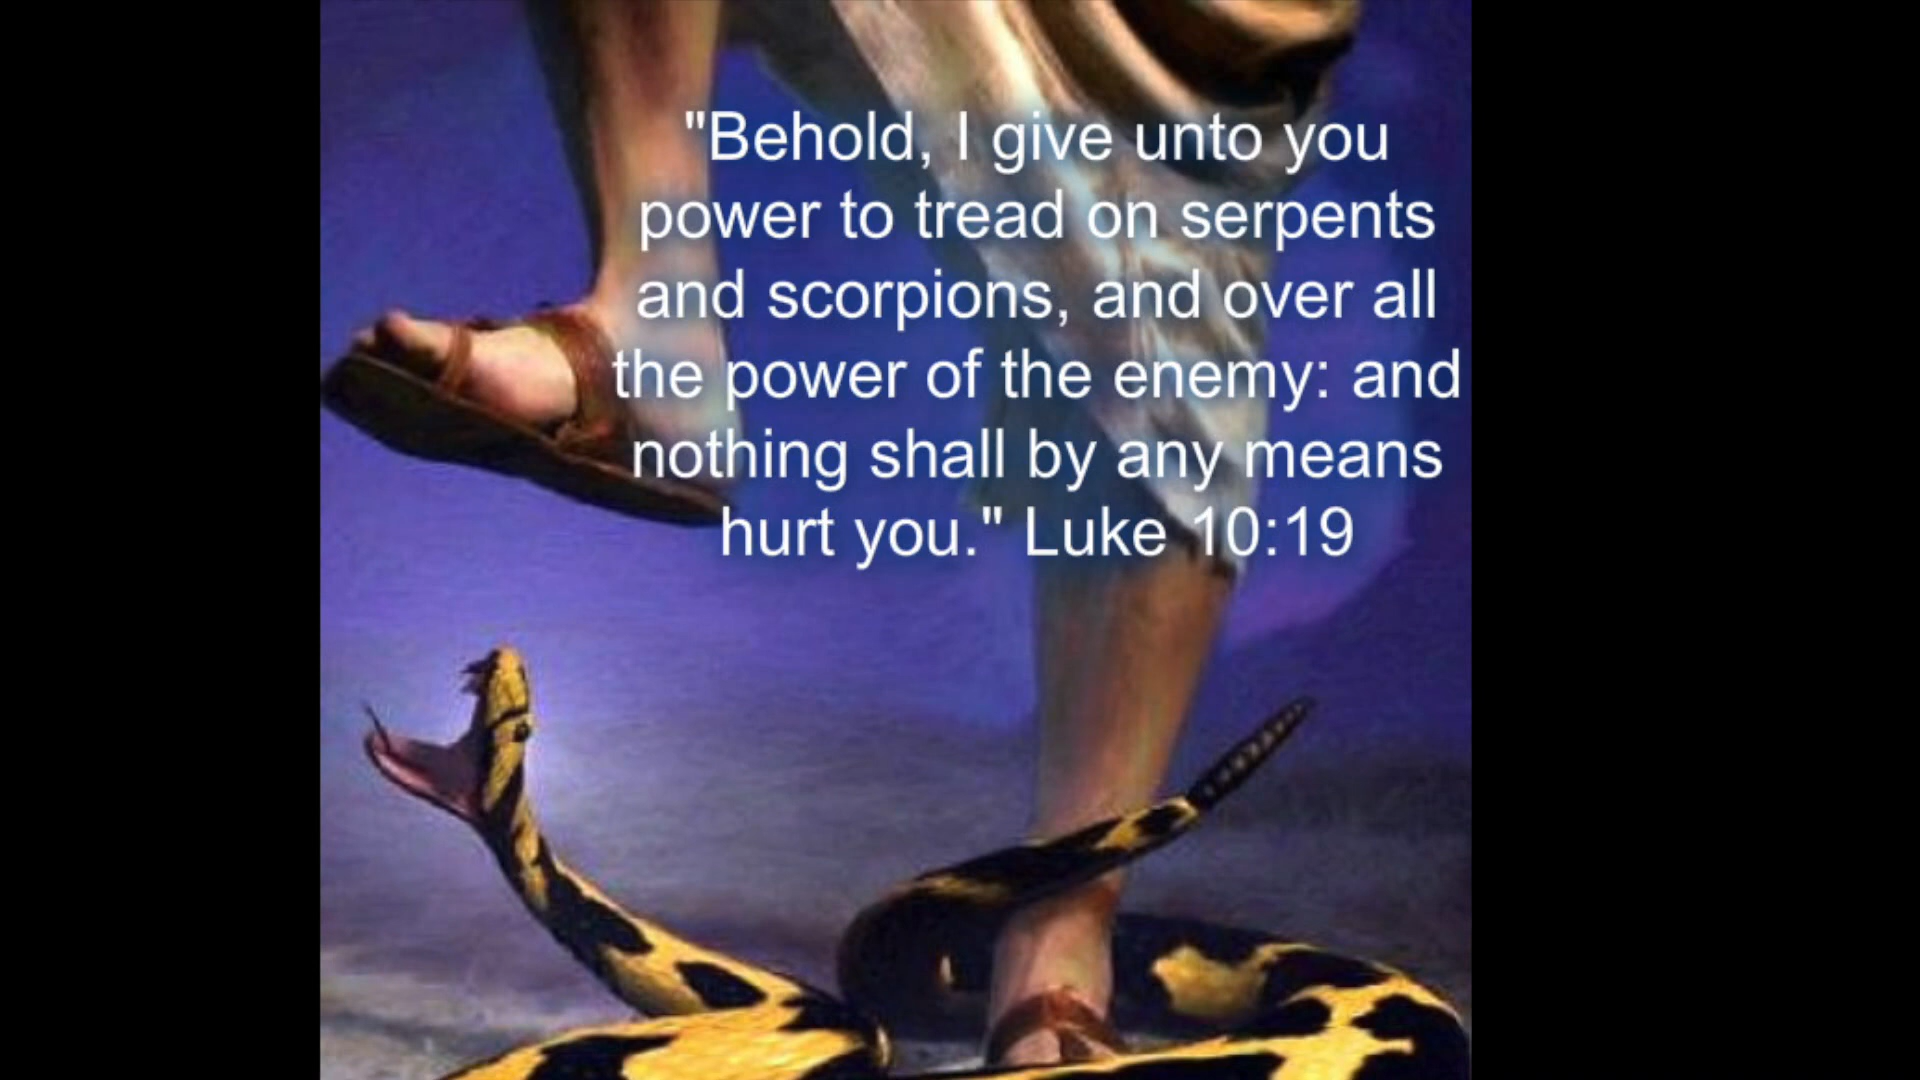 "Behold, I give unto you
power to tread on serpents
and scorpions, and over all
the power of the enemy: and
nothing shall by any means
hurt you." Luke 10:19